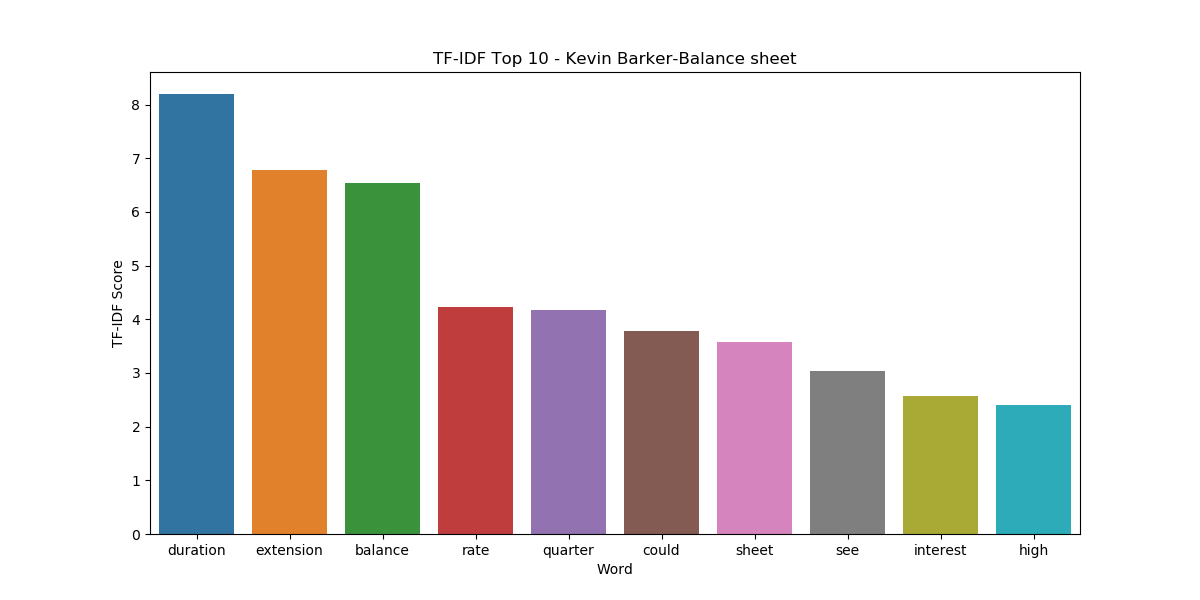 TF-IDF Top 10 - Kevin Barker-Balance sheet
TF-IDF Score
8
7
6
5
4
3
2
1
0
duration extension balance rate quarter could sheet see interest high
Word